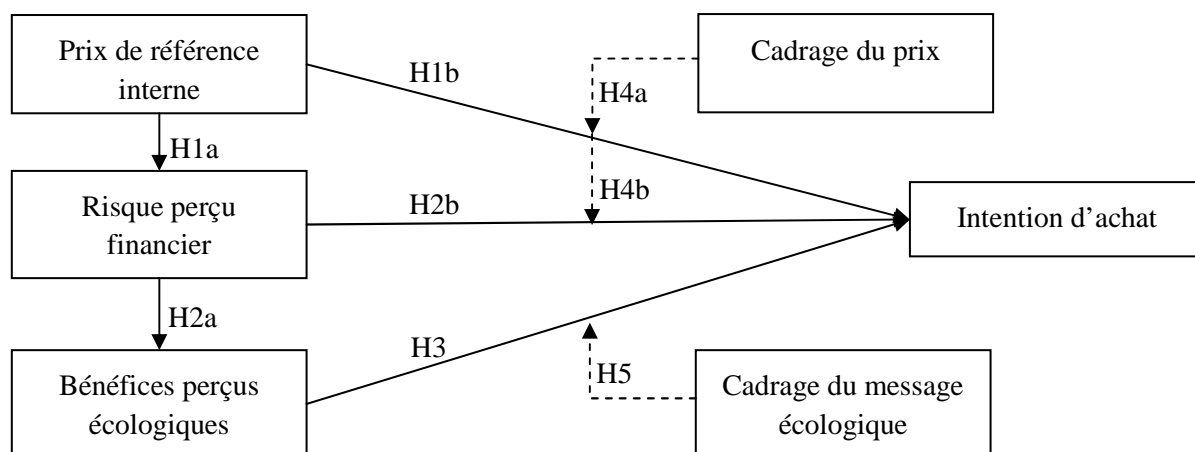 Prix de référence
interne
H1b
Cadrage du prix
H4a
H1a
Risque perçu
financier
H2b
H4b
Intention d’achat
H2a
Bénéfices perçus
écologiques
H3
H5
Cadrage du message
écologique